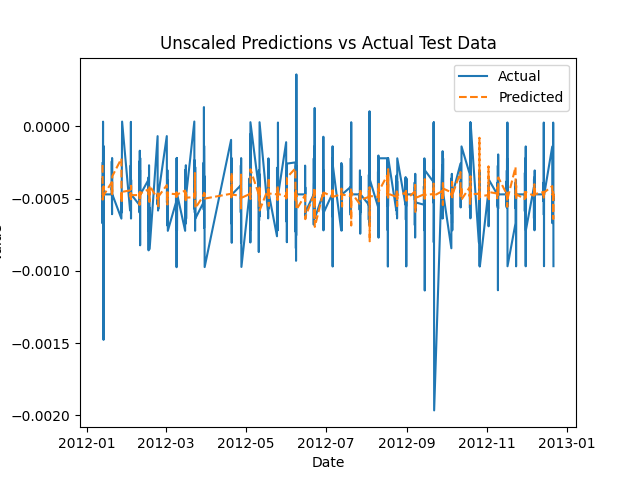 Unscaled Predictions vs Actual Test Data
Actual
Predicted
0.0000
−0.0005
−0.0010
−0.0015
−0.0020
2012-01 2012-03 2012-05 2012-07 2012-09 2012-11 2013-01
Date